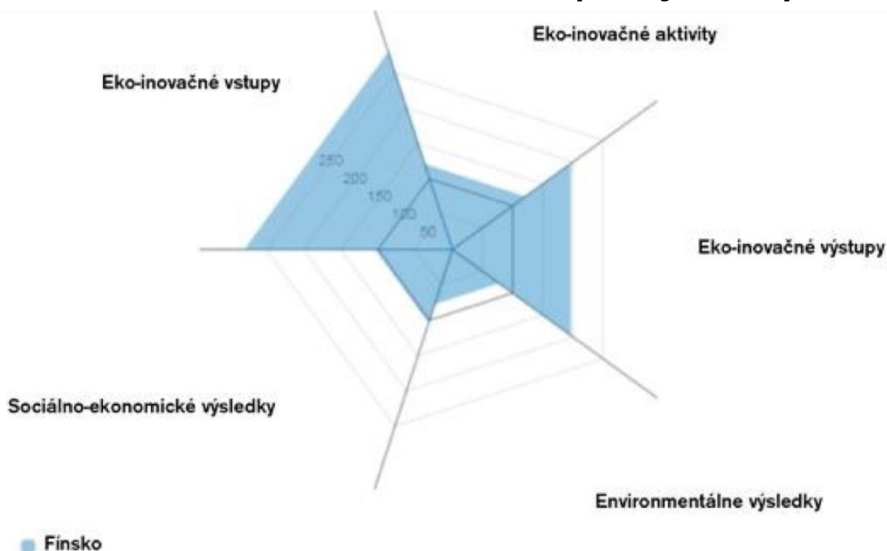 Eko-inovačné aktivity
Eko-inovačné vstupy
250
200
150
100
50
Eko-inovačné výstupy
Sociálno-ekonomické výsledky
Environmentálne výsledky
Fínsko